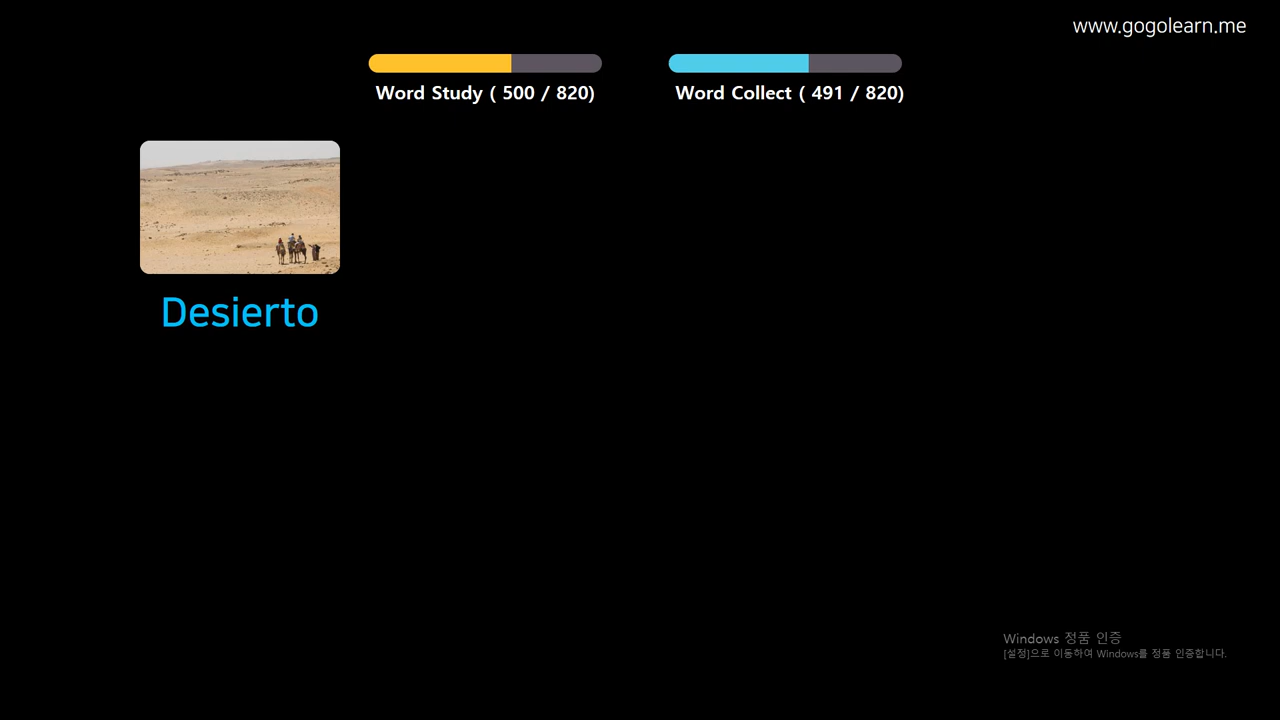 www.gogolearn.me
Word Study ( 500 / 820)
Word Collect ( 491 / 820)
Desierto
Windows 정품 인증
[설정]으로 이동하여 Windows를 정품 인증합니다.